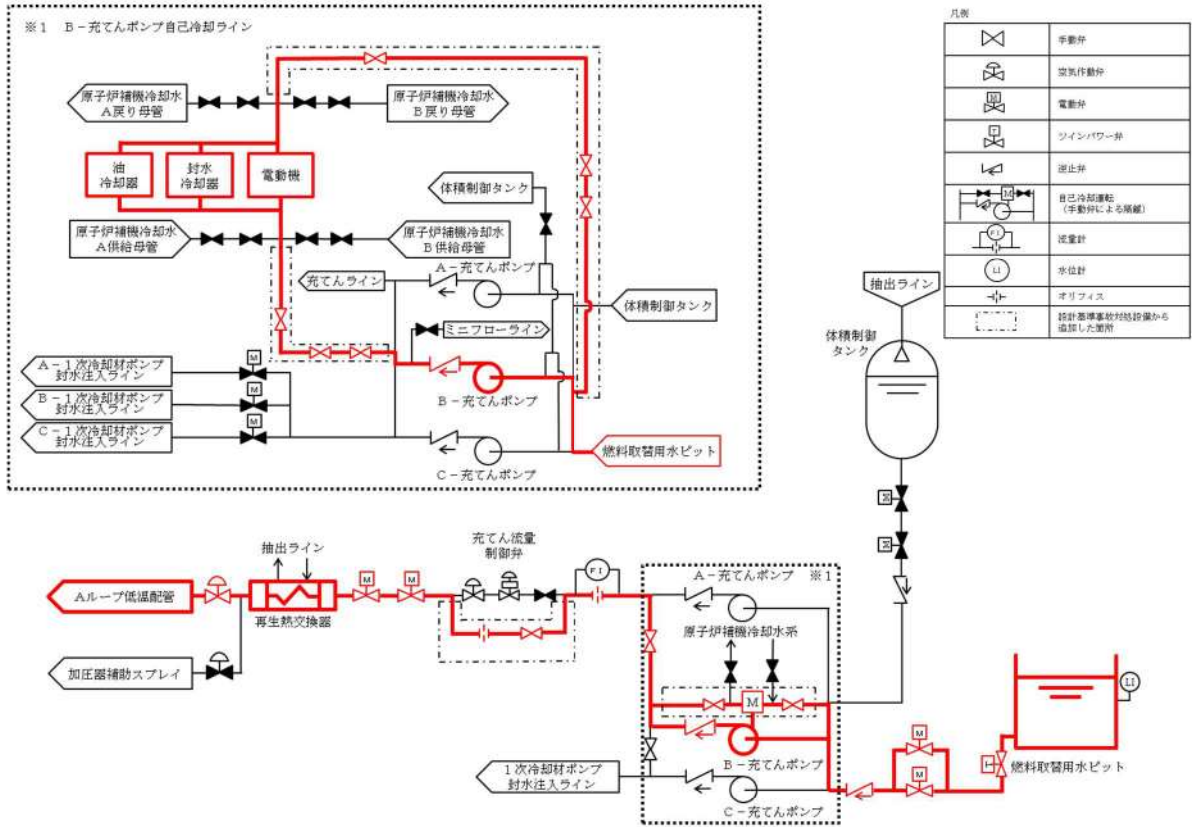 ※1　B－充てんポンプ自己冷却ライン
原子炉補機冷却水
A戻り母管
原子炉補機冷却水
B戻り母管
油
冷却器
封水
冷却器
電動機
体積制御タンク
原子炉補機冷却水
A供給母管
原子炉補機冷却水
B供給母管
A－充てんポンプ
充てんライン
体積制御タンク
ミニフローライン
A－1次冷却材ポンプ
封水注入ライン
M
B－1次冷却材ポンプ
封水注入ライン
M
C－1次冷却材ポンプ
封水注入ライン
M
B－充てんポンプ
燃料取替用水ピット
C－充てんポンプ
凡例
手動弁
空気作動弁
M
電動弁
T
ツインパワー弁
逆止弁
M
自己冷却運転
(手動弁による隔離)
FI
流量計
LI
水位計
オリフィス
設計基準事故対処設備から
追加した箇所
抽出ライン
体積制御
タンク
M
M
抽出ライン
充てん流量
制御弁
Aループ低温配管
再生熱交換器
M
M
FI
A－充てんポンプ　※1
原子炉補機冷却水系
加圧器補助スプレイ
M
B－充てんポンプ
1次冷却材ポンプ
封水注入ライン
C－充てんポンプ
M
M
LI
燃料取替用水ピット